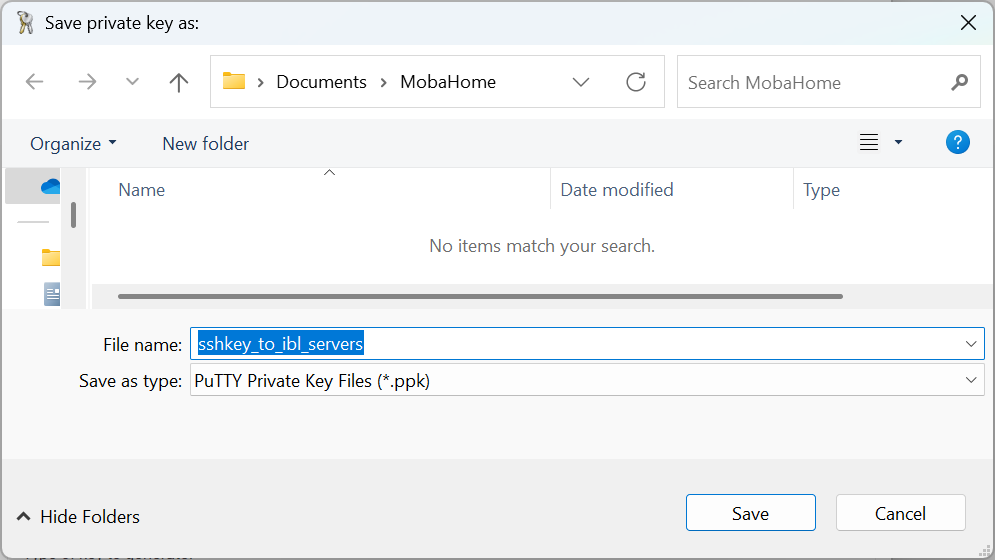 Save private key as:
Documents > MobaHome
Search MobaHome
Organize
New folder
?
Name
Date modified
Type
No items match your search.
File name: sshkey_to_ibl_servers
Save as type: PuTTY Private Key Files (*.ppk)
Hide Folders
Save
Cancel